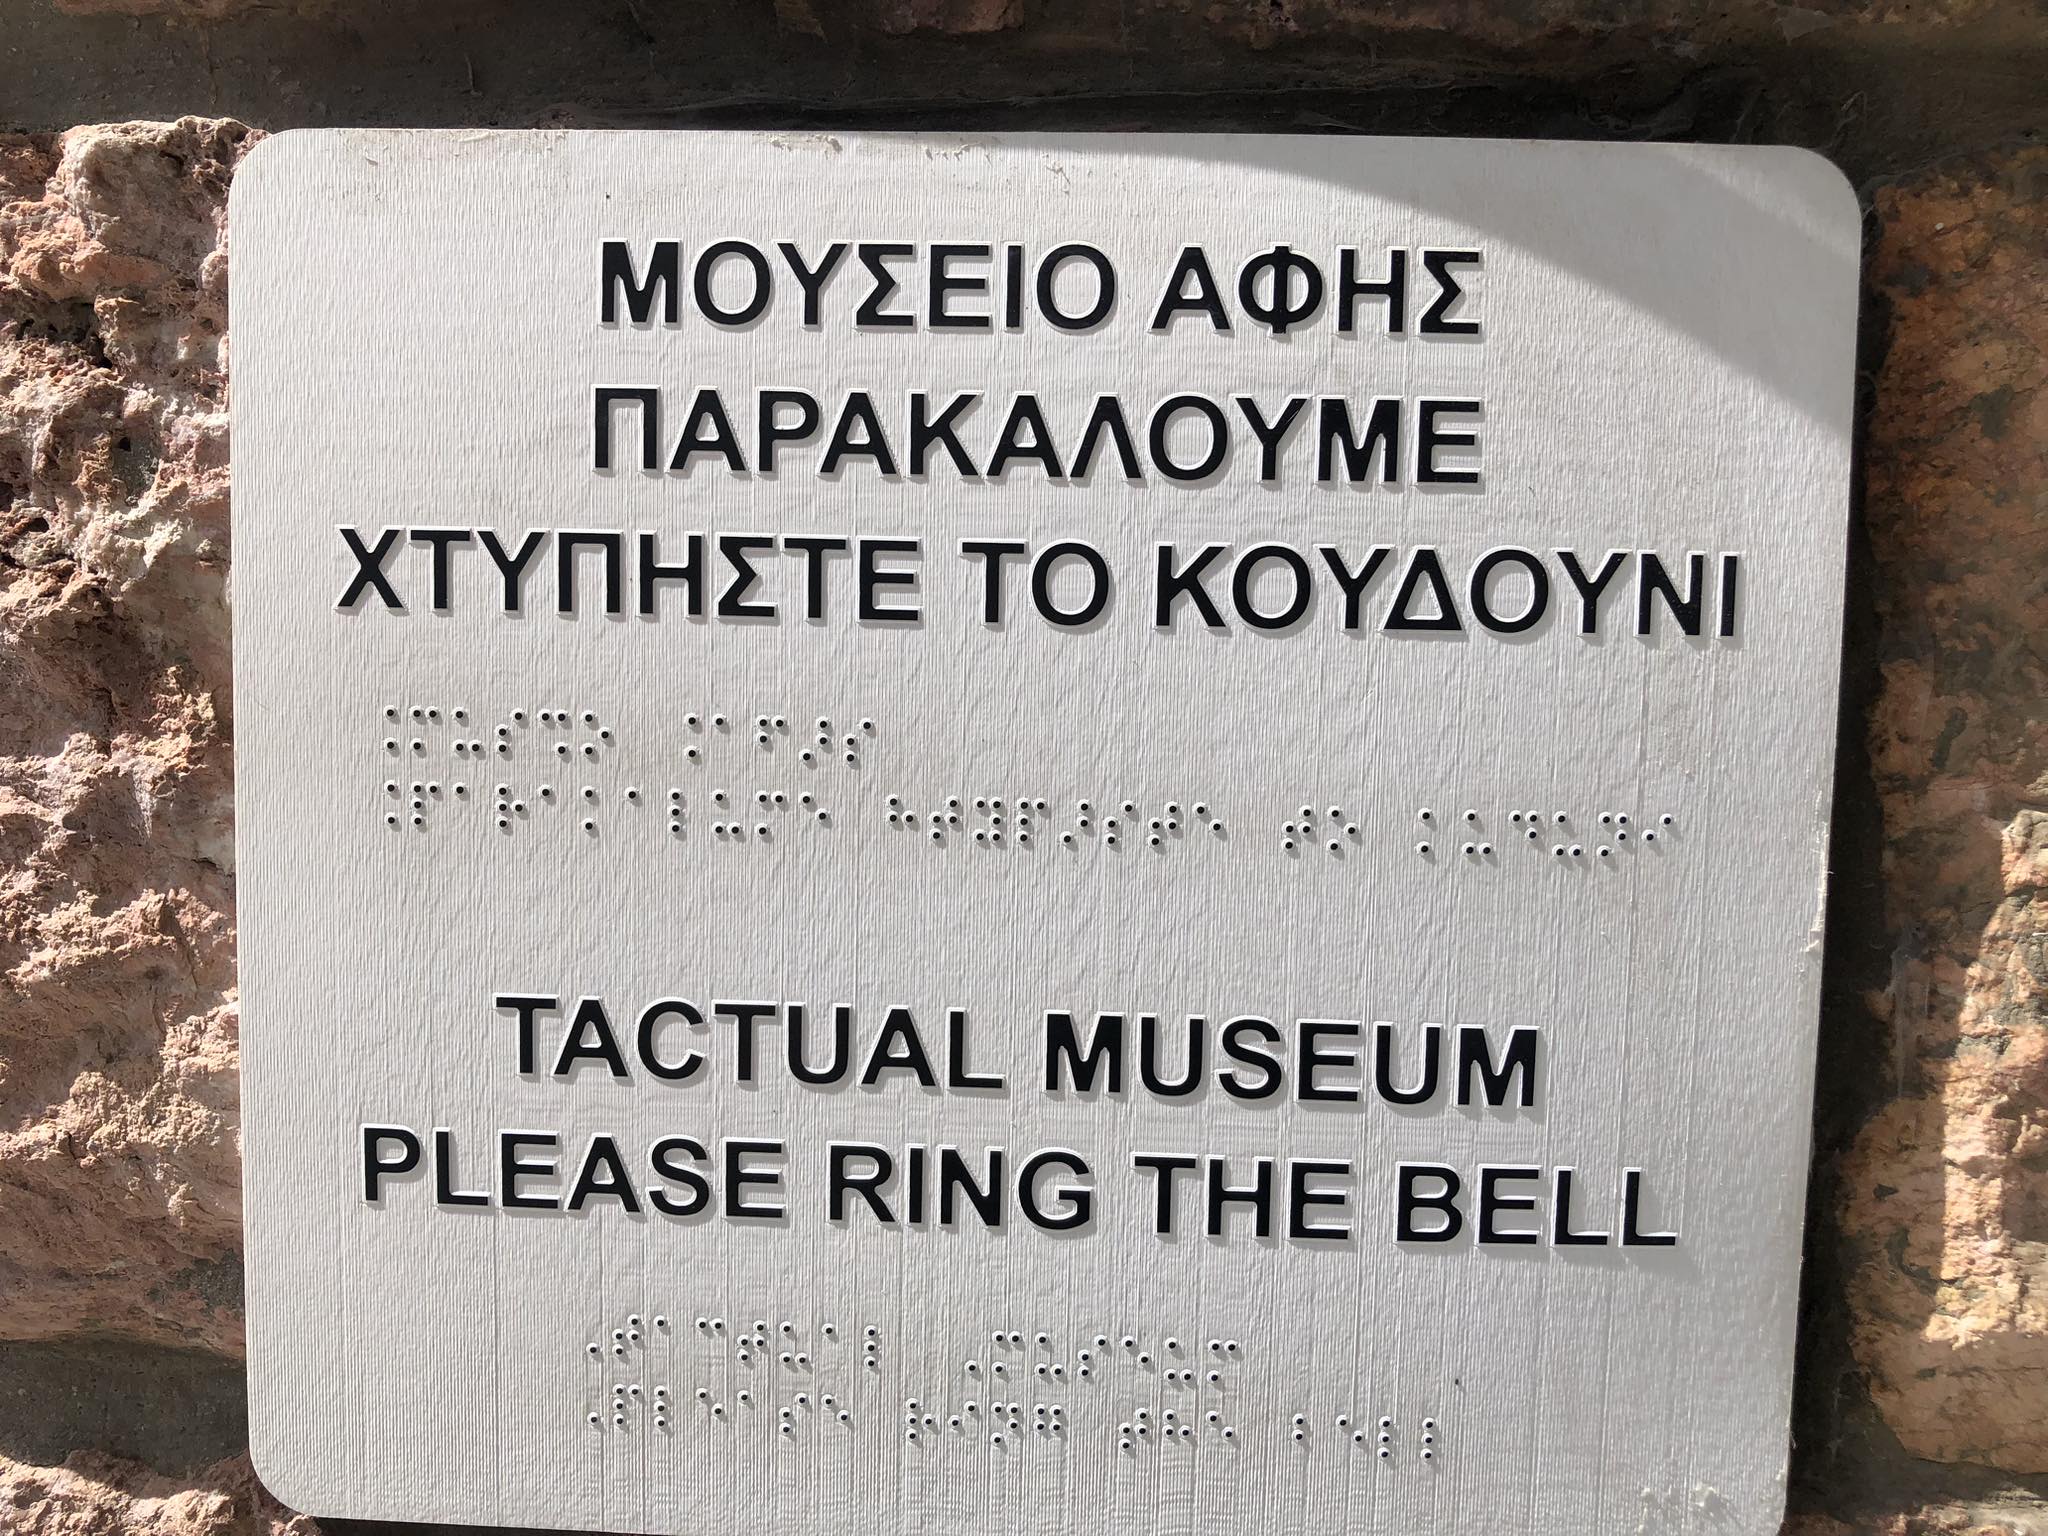 ΜΟΥΣΕΙΟ ΑΦΗΣ
ΠΑΡΑΚΑΛΟΥΜΕ
ΧΤΥΠΗΣΤΕ ΤΟ ΚΟΥΔΟΥΝΙ
TACTUAL MUSEUM
PLEASE RING THE BELL